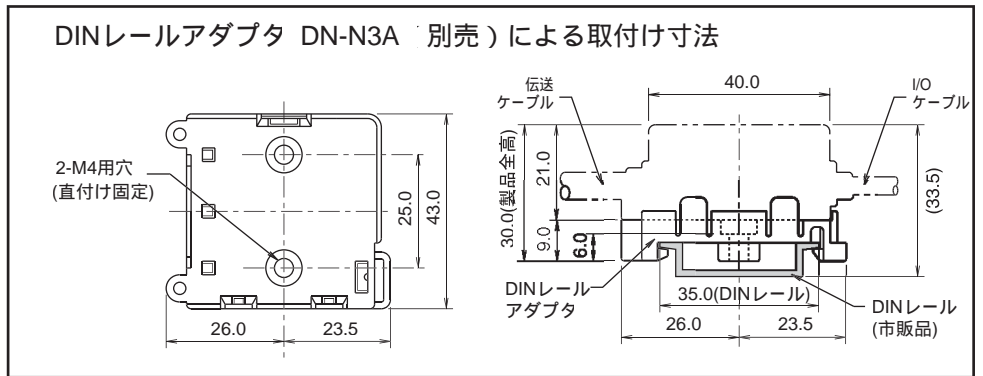 DINレールアダプタ DN-N3A 別売）による取付け寸法
2-M4用穴
(直付け固定)
25.0
43.0
26.0
23.5
伝送
ケーブル
40.0
I/O
ケーブル
30.0(製品全高)
21.0
9.0
6.0
(33.5)
DINレール
アダプタ
35.0(DINレール)
DINレール
(市販品)
26.0
23.5